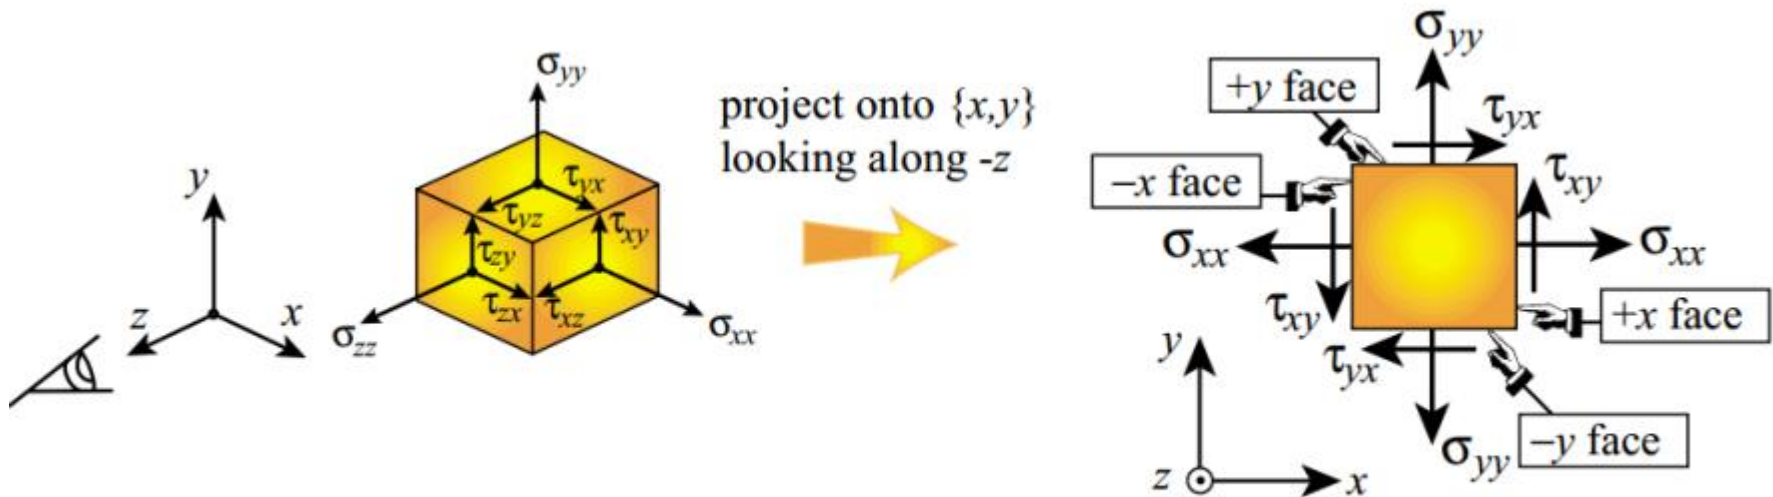 y
z
x
σyy
τyx
τyz
τxy
τzy
τzx
τxz
σzz
σxx
project onto {x,y}
looking along -z
σyy
+y face
τyx
−x face
τxy
σxx
σxx
τxy
+x face
τyx
y
−y face
σyy
z
x